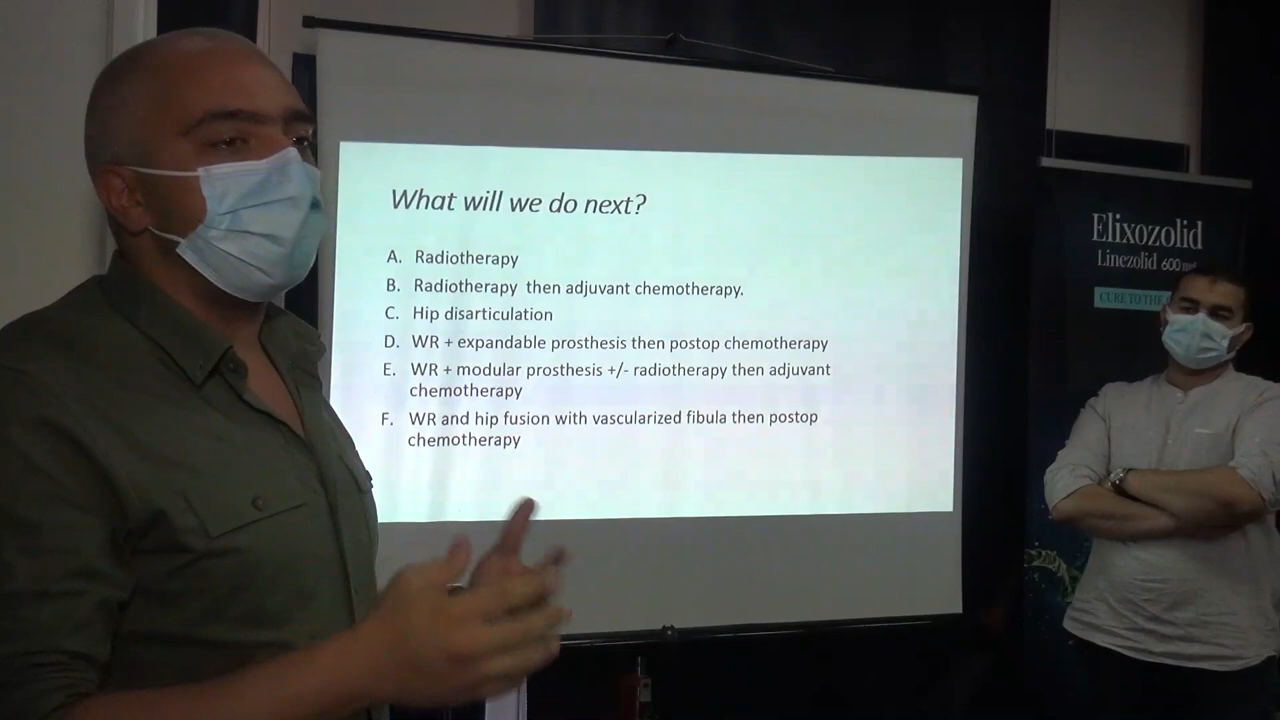 What will we do next?
A. Radiotherapy
B. Radiotherapy then adjuvant chemotherapy.
C. Hip disarticulation
D. WR + expandable prosthesis then postop chemotherapy
E. WR + modular prosthesis +/- radiotherapy then adjuvant
chemotherapy
F. WR and hip fusion with vascularized fibula then postop
chemotherapy
Elixozolid
Linezolid 600
CURE TO THE